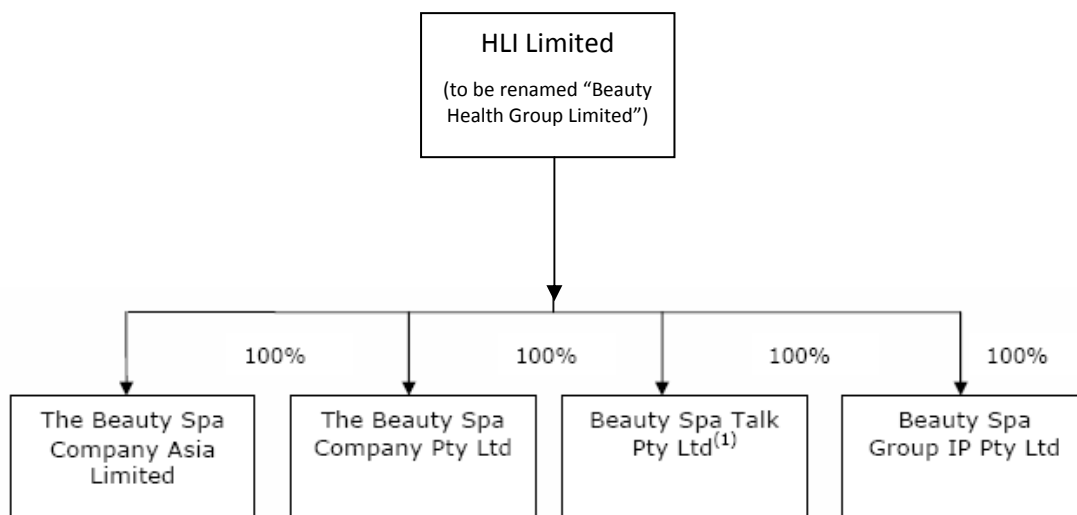 HLI Limited
(to be renamed “Beauty
Health Group Limited”)
100%
100%
100%
100%
The Beauty Spa
Company Asia
Limited
The Beauty Spa
Company Pty Ltd
Beauty Spa Talk
Pty Ltd(1)
Beauty Spa
Group IP Pty Ltd